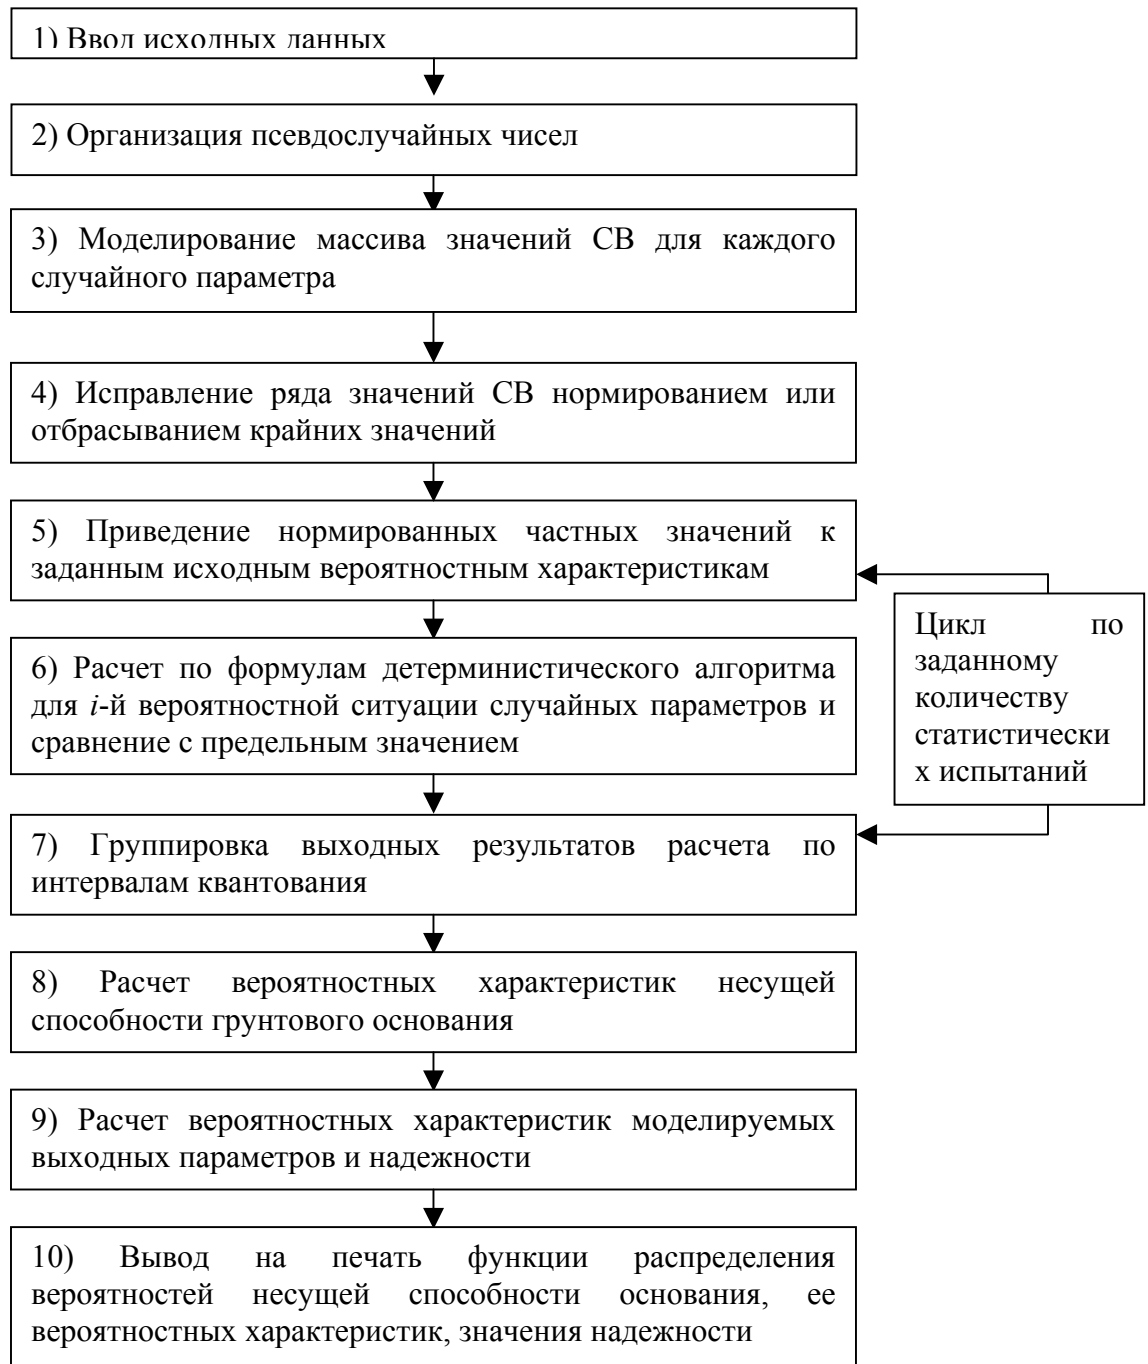 1) Ввод исходных данных
2) Организация псевдослучайных чисел
3) Моделирование массива значений СВ для каждого
случайного параметра
4) Исправление ряда значений СВ нормированием или
отбрасыванием крайних значений
5) Приведение нормированных частных значений к
заданным исходным вероятностным характеристикам
6) Расчет по формулам детерминистического алгоритма
для i-й вероятностной ситуации случайных параметров и
сравнение с предельным значением
7) Группировка выходных результатов расчета по
интервалам квантования
Цикл по
заданному
количеству
статистически
х испытаний
8) Расчет вероятностных характеристик несущей
способности грунтового основания
9) Расчет вероятностных характеристик моделируемых
выходных параметров и надежности
10) Вывод на печать функции распределения
вероятностей несущей способности основания, ее
вероятностных характеристик, значения надежности